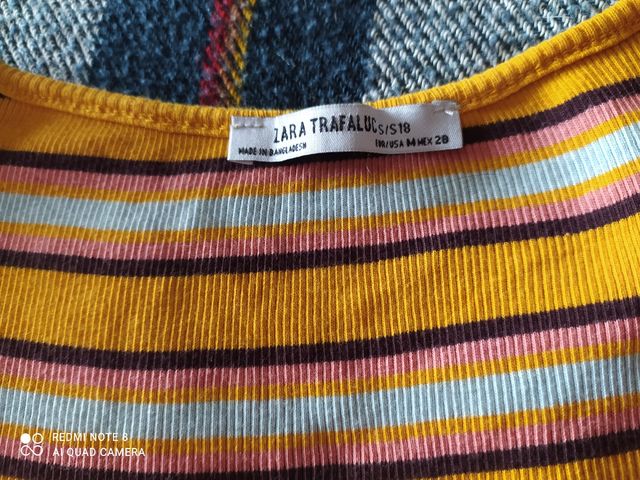 ZARA TRAFALUC S/S18
MADE IN BANGLADESH
EUR/USA M MEX 28
REDMI NOTE 8
AI QUAD CAMERA